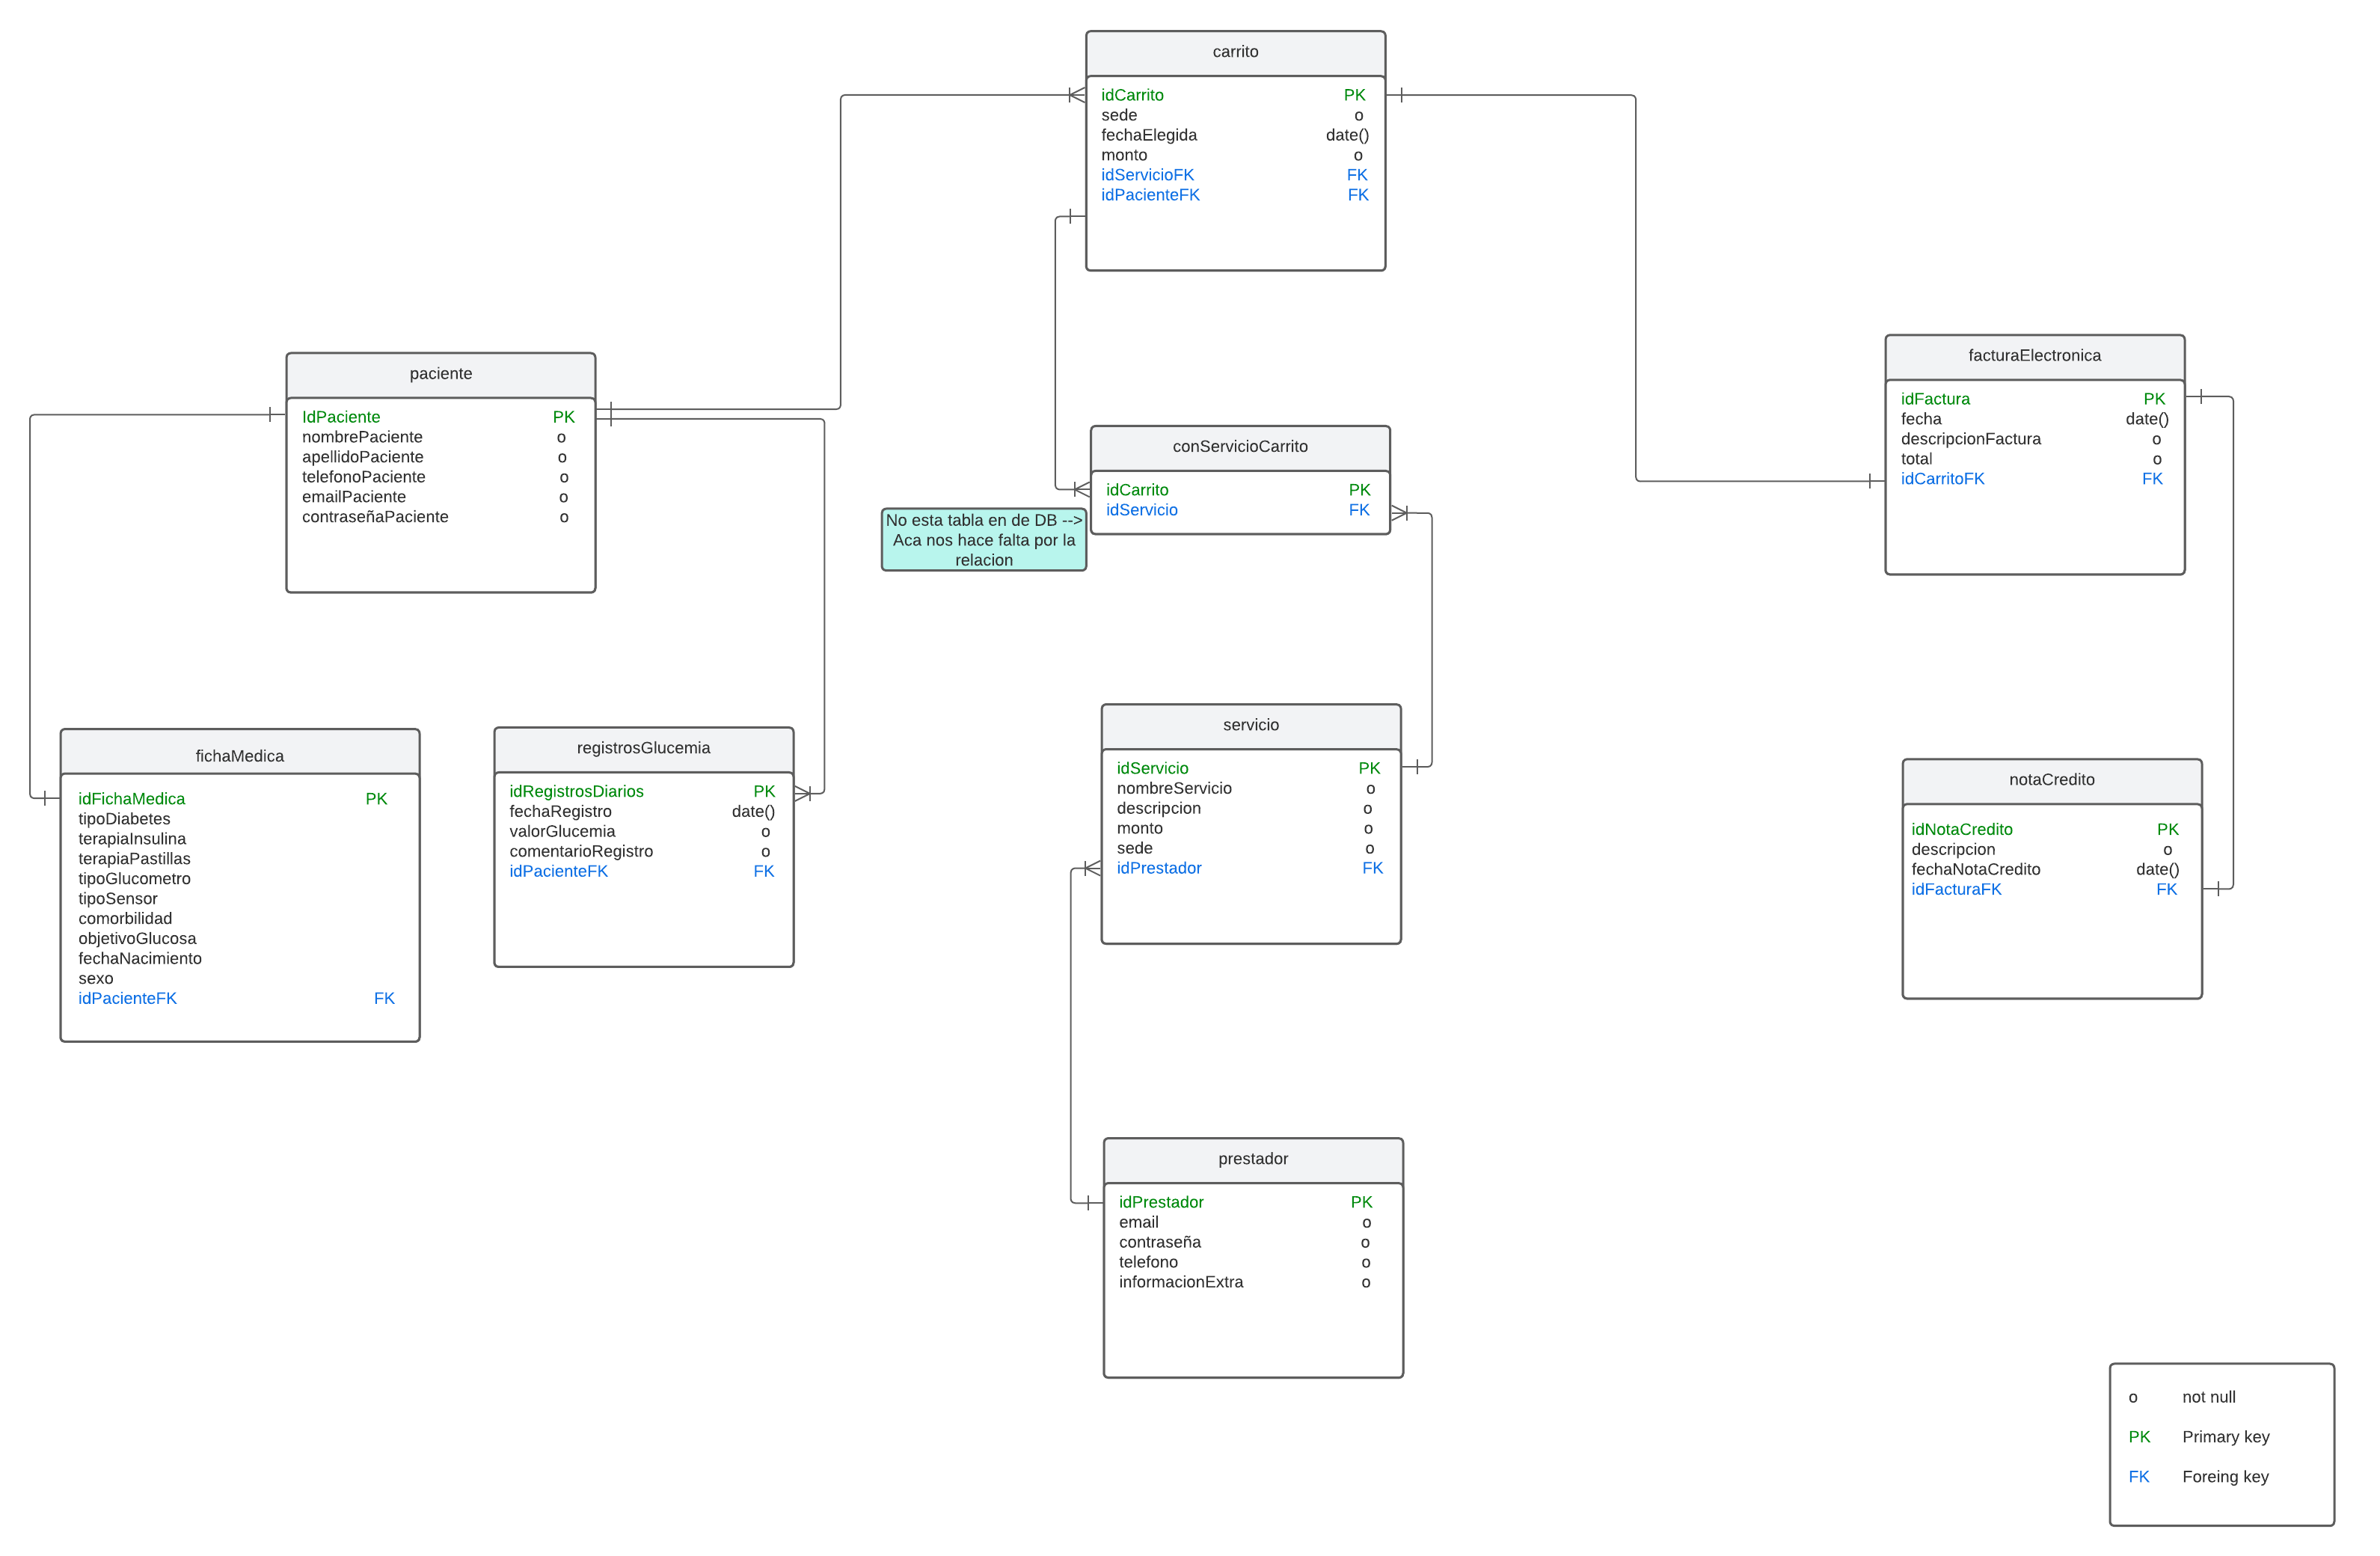 carrito
idCarrito PK
sede o
fechaElegida date()
monto o
idServicioFK FK
idPacienteFK FK
paciente
IdPaciente PK
nombrePaciente o
apellidoPaciente o
telefonoPaciente o
emailPaciente o
contraseñaPaciente o
conServicioCarrito
idCarrito PK
idServicio FK
No esta tabla en de DB -->
Aca nos hace falta por la
relacion
facturaElectronica
idFactura PK
fecha date()
descripcionFactura o
total o
idCarritoFK FK
fichaMedica
idFichaMedica PK
tipoDiabetes
terapiaInsulina
terapiaPastillas
tipoGlucometro
tipoSensor
comorbilidad
objetivoGlucosa
fechaNacimiento
sexo
idPacienteFK FK
registrosGlucemia
idRegistrosDiarios PK
fechaRegistro date()
valorGlucemia o
comentarioRegistro o
idPacienteFK FK
servicio
idServicio PK
nombreServicio o
descripcion o
monto o
sede o
idPrestador FK
notaCredito
idNotaCredito PK
descripcion o
fechaNotaCredito date()
idFacturaFK FK
prestador
idPrestador PK
email o
contraseña o
telefono o
informacionExtra o
o not null
PK Primary key
FK Foreing key